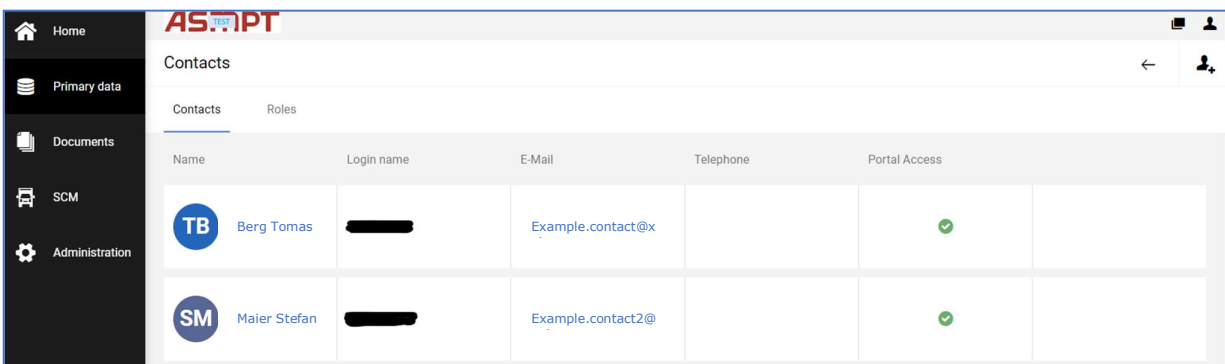 Home
ASMPT
TEST
Contacts
Primary data
Contacts Roles
Documents
Name Login name E-Mail Telephone Portal Access
SCM
TB Berg Tomas Example.contact@x
Administration
SM Maier Stefan Example.contact2@